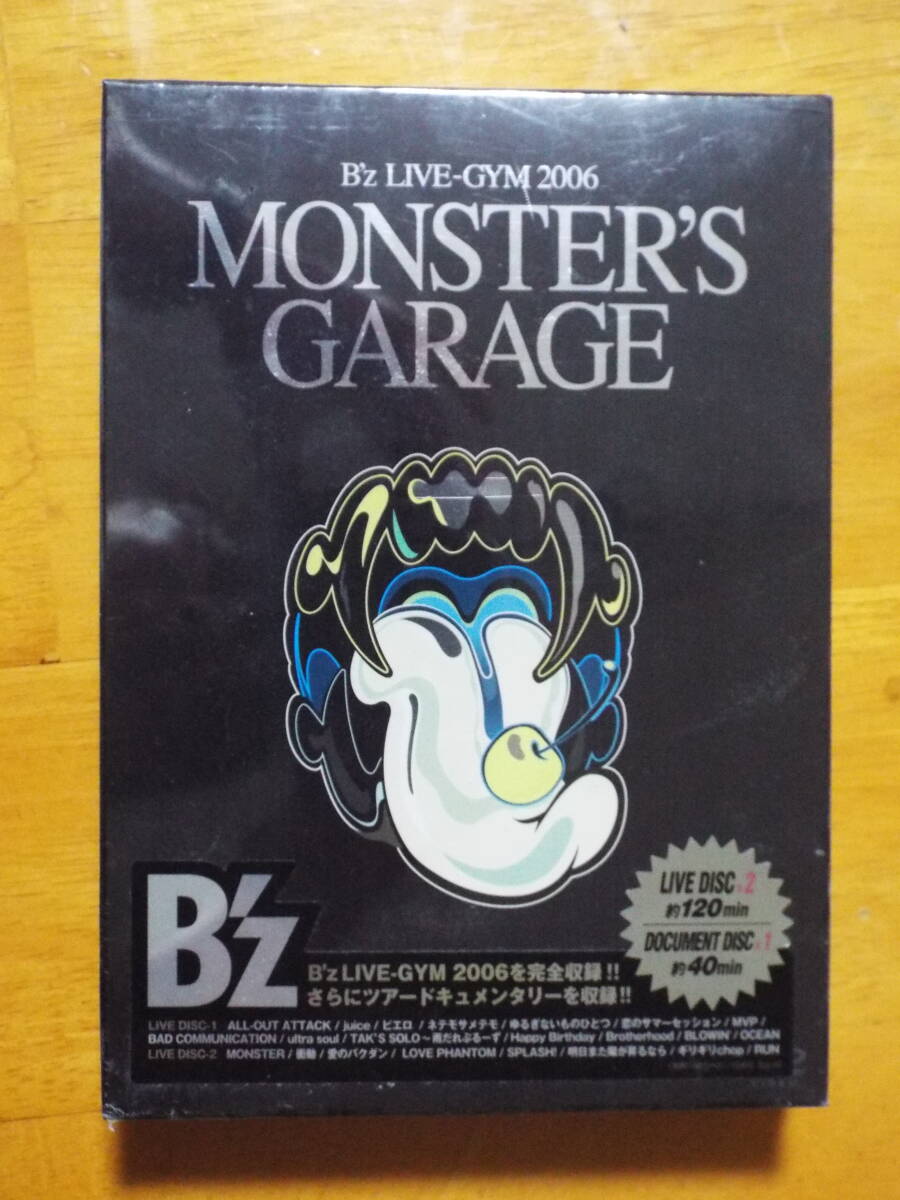 B'z LIVE-GYM 2006
MONSTER'S
GARAGE
LIVE DISC×2
約120min
DOCUMENT DISC×1
約40min
B'z
B'z LIVE-GYM 2006を完全収録!!
さらにツアードキュメンタリーを収録!!
LIVE DISC-1 ALL-OUT ATTACK / juice / ピエロ / ネテモサメテモ / ゆるぎないものひとつ / 恋のサマーセッション / MVP /
BAD COMMUNICATION / ultra soul / TAK'S SOLO~雨だれぶるーず / Happy Birthday / Brotherhood / BLOWIN' / OCEAN
LIVE DISC-2 MONSTER / 衝動 / 愛のバクダン / LOVE PHANTOM / SPLASH! / 明日また陽が昇るなら / ギリギリchop / RUN